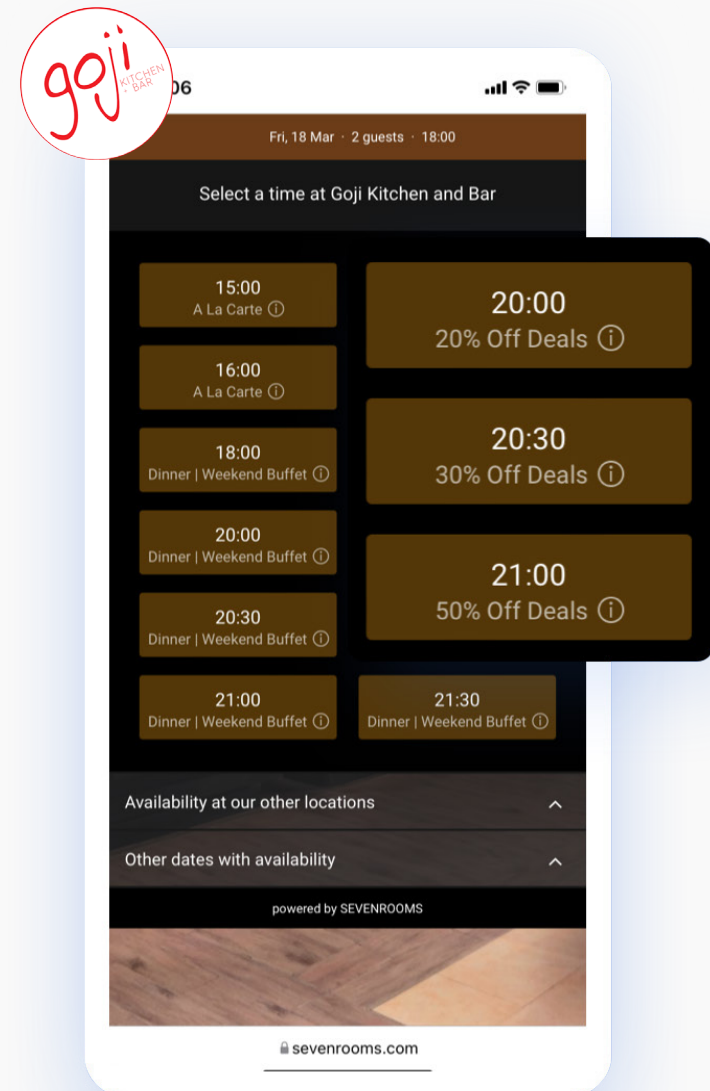 goji
KITCHEN
+ BAR
06
Fri, 18 Mar · 2 guests · 18:00
Select a time at Goji Kitchen and Bar
15:00
A La Carte
16:00
A La Carte
18:00
Dinner | Weekend Buffet
20:00
Dinner | Weekend Buffet
20:30
Dinner | Weekend Buffet
21:00
Dinner | Weekend Buffet
20:00
20% Off Deals
20:30
30% Off Deals
21:00
50% Off Deals
21:30
Dinner | Weekend Buffet
Availability at our other locations
Other dates with availability
powered by SEVENROOMS
sevenrooms.com